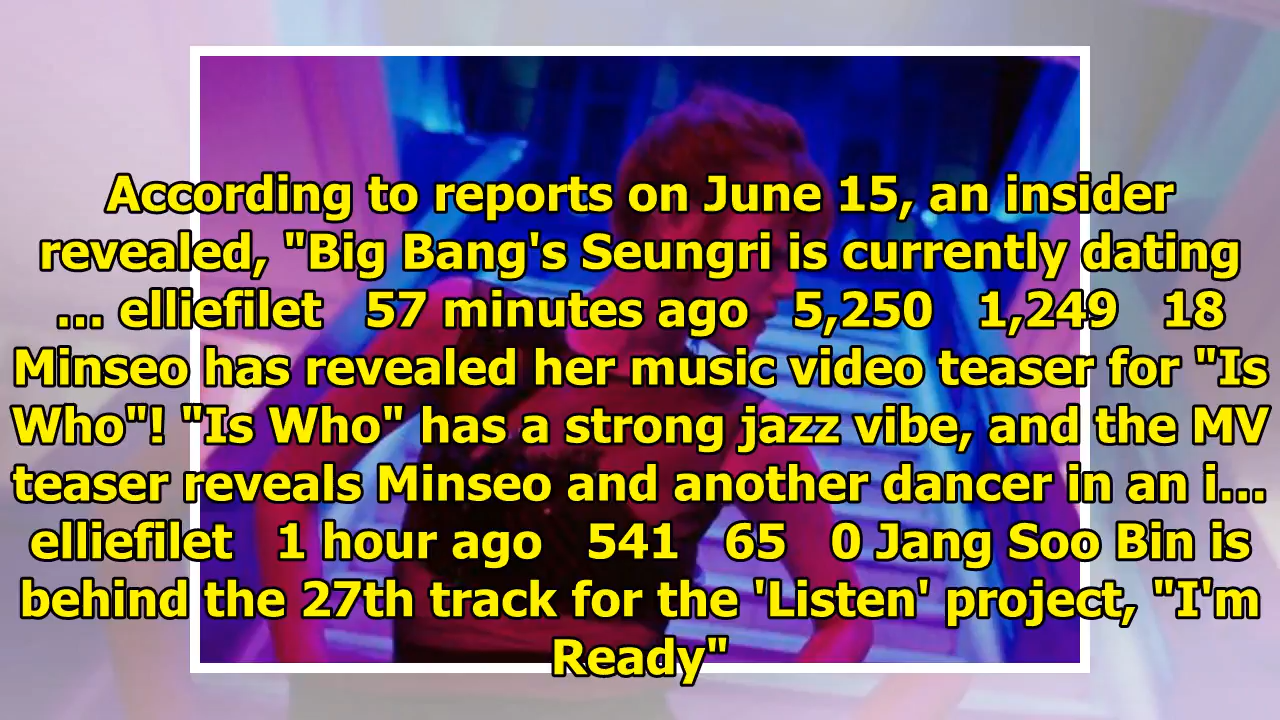 According to reports on June 15, an insider
revealed, "Big Bang's Seungri is currently dating
... elliefilet 57 minutes ago 5,250 1,249 18
Minseo has revealed her music video teaser for "Is
Who"! "Is Who" has a strong jazz vibe, and the MV
teaser reveals Minseo and another dancer in an i...
elliefilet 1 hour ago 541 65 0 Jang Soo Bin is
behind the 27th track for the 'Listen' project, "I'm
Ready"